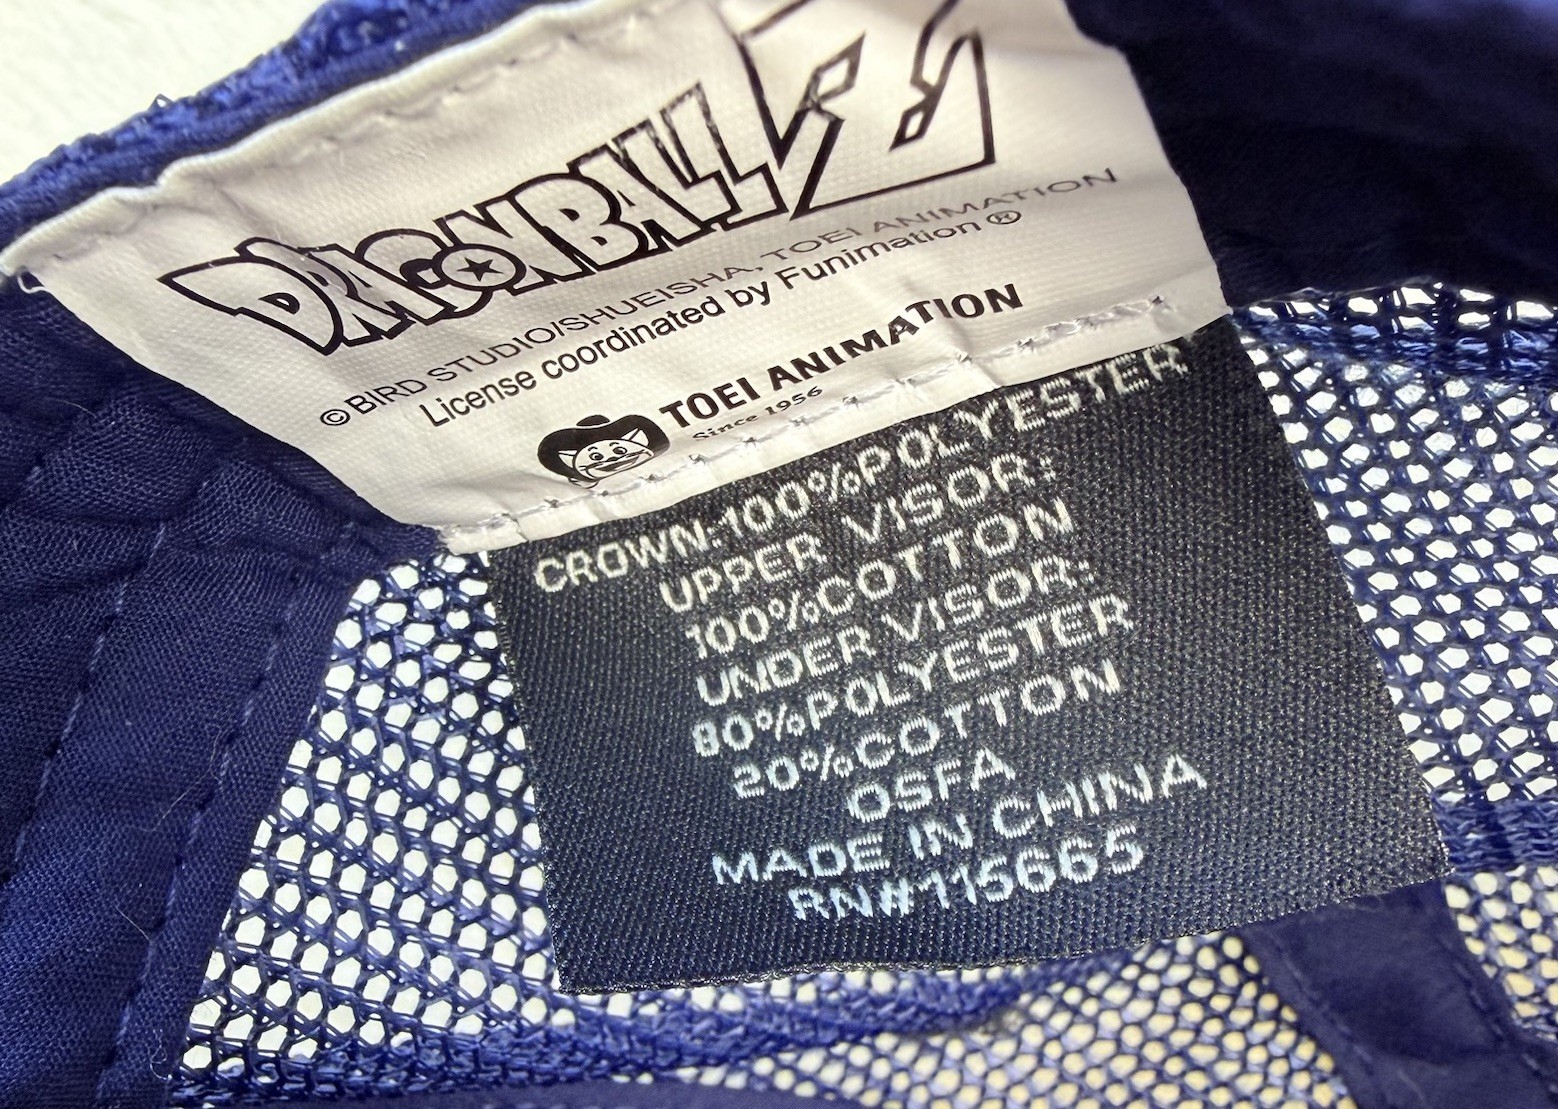 DRAGONBALL Z
©BIRD STUDIO/SHUEISHA, TOEI ANIMATION
License coordinated by Funimation®
TOEI ANIMATION
Since 1956
CROWN:100%POLYESTER
UPPER VISOR:
100%COTTON
UNDER VISOR:
80%POLYESTER
20%COTTON
OSFA
MADE IN CHINA
RN#115665